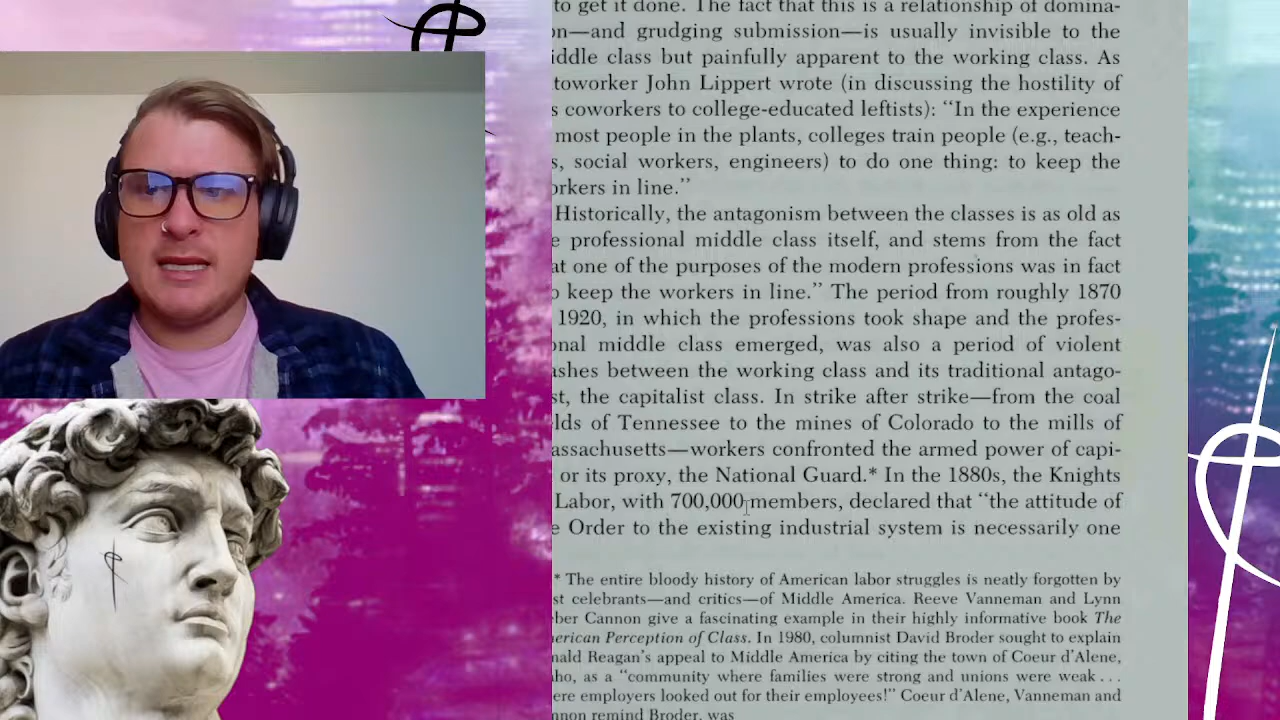 to get it done. The fact that this is a relationship of domina-
n—and grudging submission—is usually invisible to the
iddle class but painfully apparent to the working class. As
toworker John Lippert wrote (in discussing the hostility of
s coworkers to college-educated leftists): “In the experience
most people in the plants, colleges train people (e.g., teach-
s, social workers, engineers) to do one thing: to keep the
orkers in line.”
Historically, the antagonism between the classes is as old as
e professional middle class itself, and stems from the fact
at one of the purposes of the modern professions was in fact
o keep the workers in line.” The period from roughly 1870
1920, in which the professions took shape and the profes-
onal middle class emerged, was also a period of violent
ashes between the working class and its traditional antago-
st, the capitalist class. In strike after strike—from the coal
lds of Tennessee to the mines of Colorado to the mills of
assachusetts—workers confronted the armed power of capi-
or its proxy, the National Guard.* In the 1880s, the Knights
Labor, with 700,000 members, declared that “the attitude of
e Order to the existing industrial system is necessarily one
* The entire bloody history of American labor struggles is neatly forgotten by
st celebrants—and critics—of Middle America. Reeve Vanneman and Lynn
ber Cannon give a fascinating example in their highly informative book The
erican Perception of Class. In 1980, columnist David Broder sought to explain
nald Reagan’s appeal to Middle America by citing the town of Coeur d’Alene,
ho, as a “community where families were strong and unions were weak . . .
ere employers looked out for their employees!” Coeur d’Alene, Vanneman and
nnon remind Broder, was